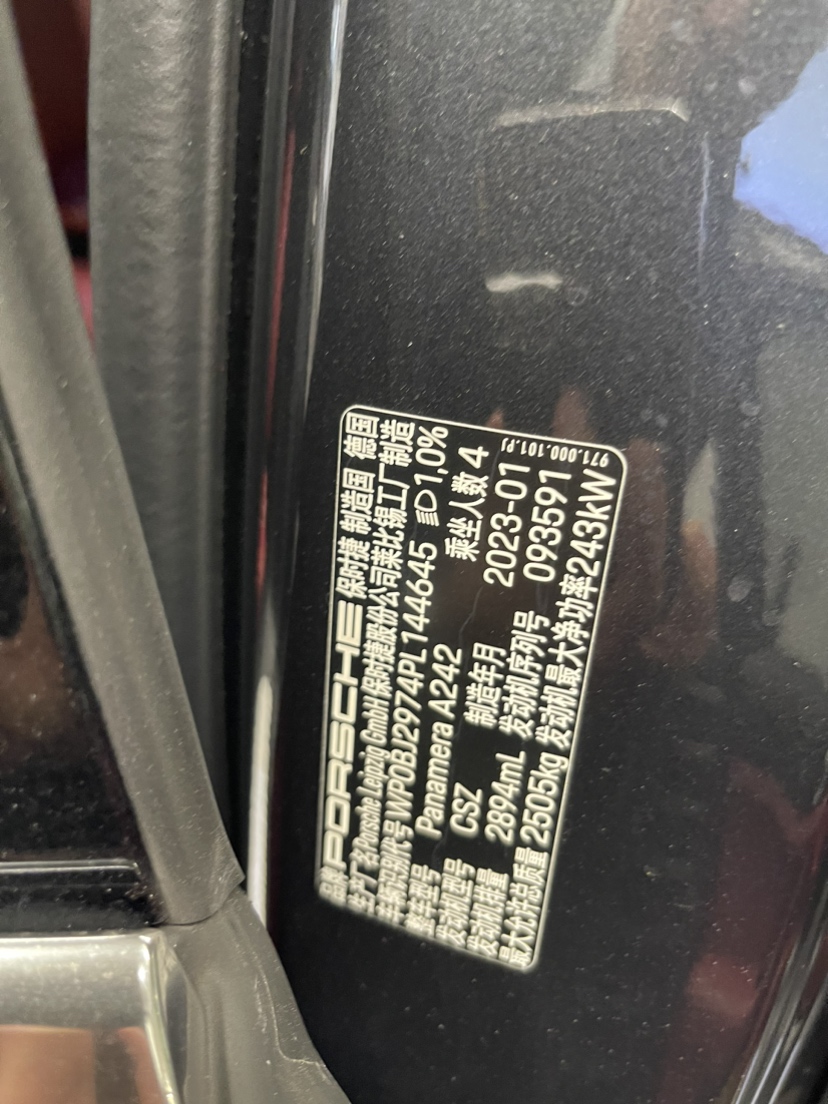 品牌 PORSCHE 保时捷 制造国 德国
生产厂名 Porsche Leipzig GmbH 保时捷股份公司莱比锡工厂制造
车辆识别代号 WP0BJ2974PL144645 1,0%
整车型号 Panamera A242 乘坐人数 4
发动机型号 CSZ 制造年月 2023-01
发动机排量 2894mL 发动机序列号 093591
最大允许总质量 2505kg 发动机最大净功率 243kW
971.000.101.PJ